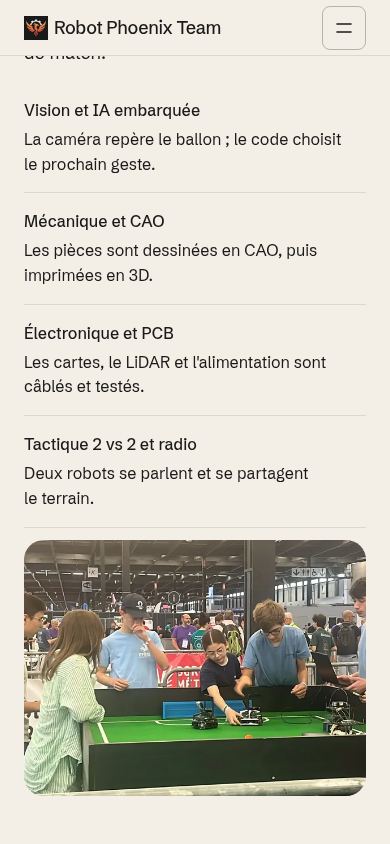 Robot Phoenix Team
de match.
Vision et IA embarquée
La caméra repère le ballon ; le code choisit
le prochain geste.
Mécanique et CAO
Les pièces sont dessinées en CAO, puis
imprimées en 3D.
Électronique et PCB
Les cartes, le LiDAR et l'alimentation sont
câblés et testés.
Tactique 2 vs 2 et radio
Deux robots se parlent et se partagent
le terrain.